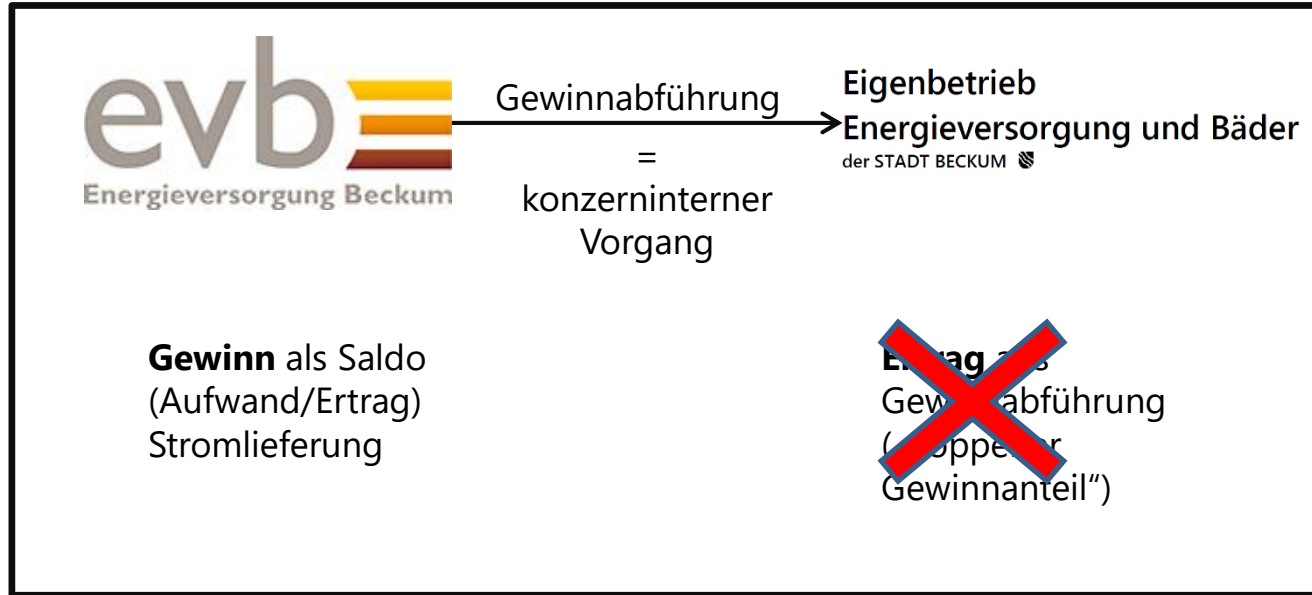 evb
Energieversorgung Beckum
Gewinnabführung
=
konzerninterner
Vorgang
Eigenbetrieb
Energieversorgung und Bäder
der STADT BECKUM
Gewinn als Saldo
(Aufwand/Ertrag)
Stromlieferung
Gewinnabführung
Gewinnanteil“)